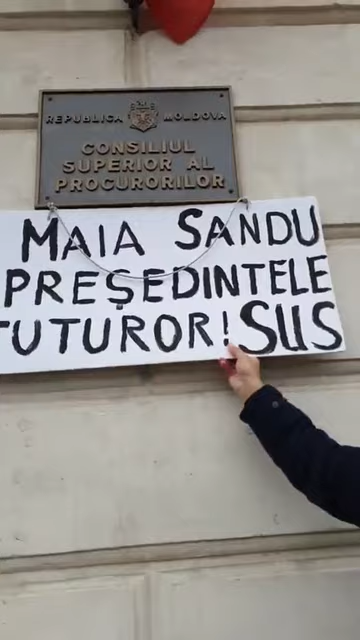 REPUBLICA MOLDOVA
CONSILIUL
SUPERIOR AL
PROCURORILOR
MAIA SANDU
PREȘEDINTELE
TUTUROR! SUS